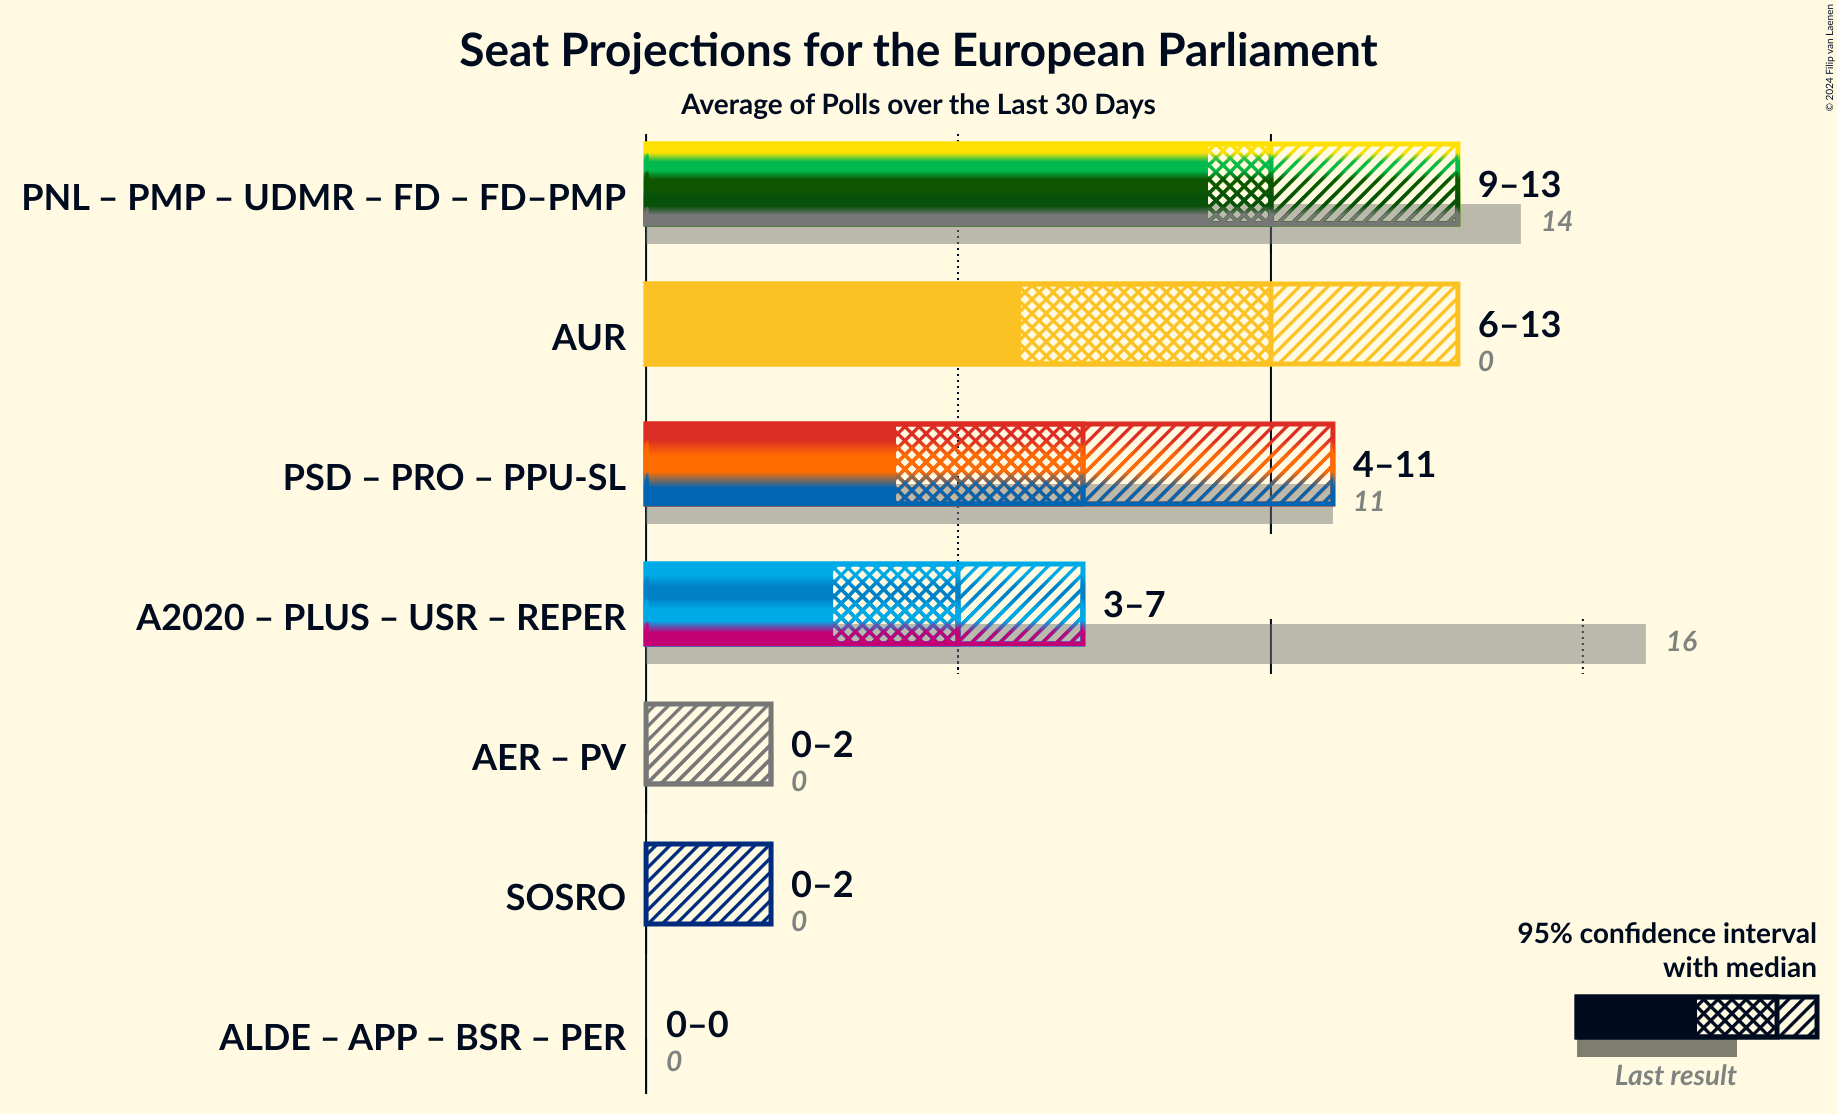 Seat Projections for the European Parliament
Average of Polls over the Last 30 Days
© 2024 Filip van Laenen
PNL – PMP – UDMR – FD – FD–PMP
9–13
14
AUR
6–13
0
PSD – PRO – PPU-SL
4–11
11
A2020 – PLUS – USR – REPER
3–7
16
AER – PV
0–2
0
SOSRO
0–2
0
ALDE – APP – BSR – PER
0–0
0
95% confidence interval
with median
Last result